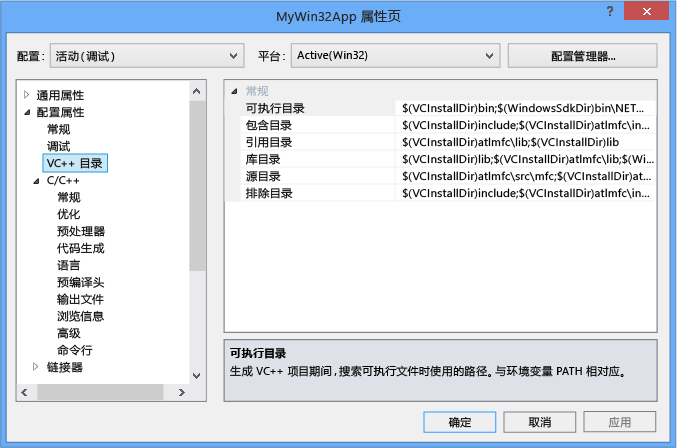 MyWin32App 属性页
?
配置: 活动(调试) 平台: Active(Win32) 配置管理器...
通用属性
配置属性
常规
调试
VC++ 目录
C/C++
常规
优化
预处理器
代码生成
语言
预编译头
输出文件
浏览信息
高级
命令行
链接器
常规
可执行目录 $(VCInstallDir)bin;$(WindowsSdkDir)bin\NET...
包含目录 $(VCInstallDir)include;$(VCInstallDir)atlmfc\in...
引用目录 $(VCInstallDir)atlmfc\lib;$(VCInstallDir)lib
库目录 $(VCInstallDir)lib;$(VCInstallDir)atlmfc\lib;$(Wi...
源目录 $(VCInstallDir)atlmfc\src\mfc;$(VCInstallDir)at...
排除目录 $(VCInstallDir)include;$(VCInstallDir)atlmfc\in...
可执行目录
生成 VC++ 项目期间，搜索可执行文件时使用的路径。与环境变量 PATH 相对应。
确定 取消 应用